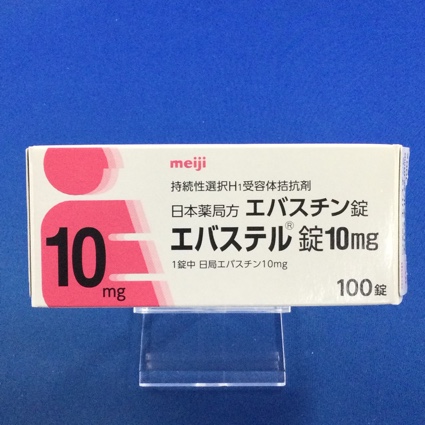 meiji
持続性選択H₁受容体拮抗剤
日本薬局方 エバスチン錠
エバステル®錠10mg
1錠中 日局エバスチン10mg
10mg
100錠